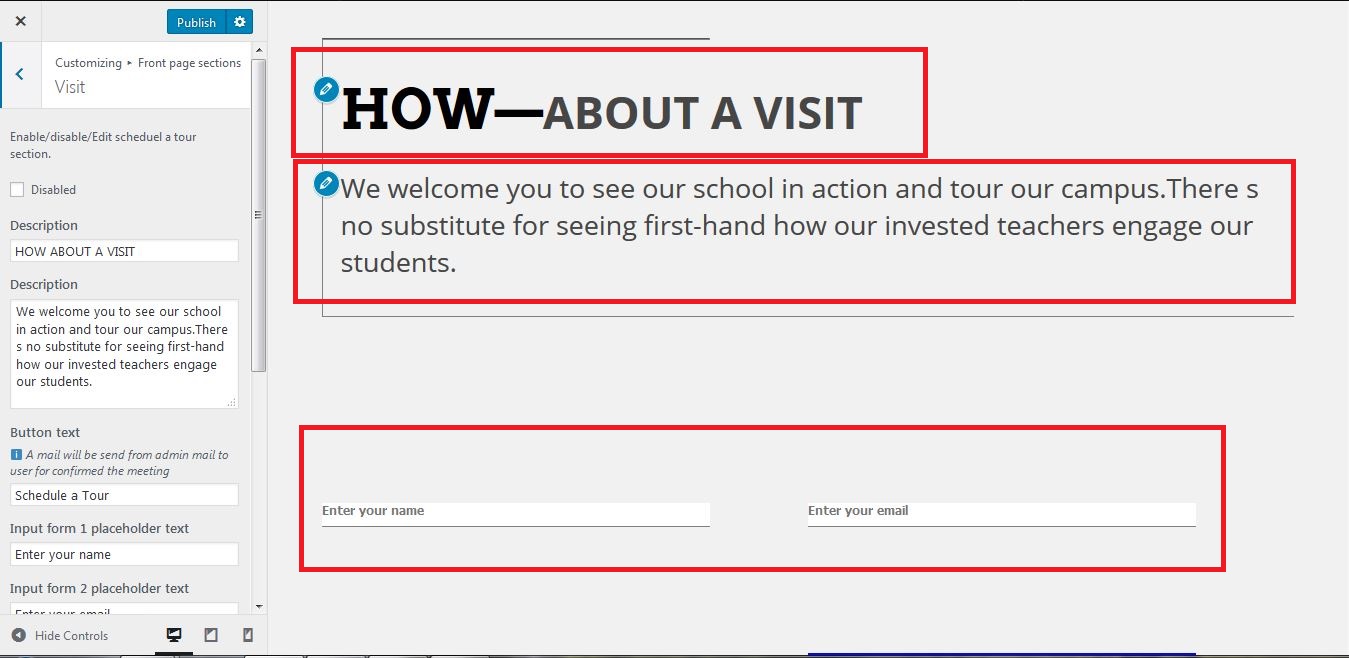 Publish
Customizing ▸ Front page sections
Visit
Enable/disable/Edit scheduel a tour
section.
Disabled
Description
HOW ABOUT A VISIT
Description
We welcome you to see our school
in action and tour our campus.There
s no substitute for seeing first-hand
how our invested teachers engage
our students.
Button text
A mail will be send from admin mail to
user for confirmed the meeting
Schedule a Tour
Input form 1 placeholder text
Enter your name
Input form 2 placeholder text
Enter your email
Hide Controls
HOW—ABOUT A VISIT
We welcome you to see our school in action and tour our campus.There s
no substitute for seeing first-hand how our invested teachers engage our
students.
Enter your name
Enter your email